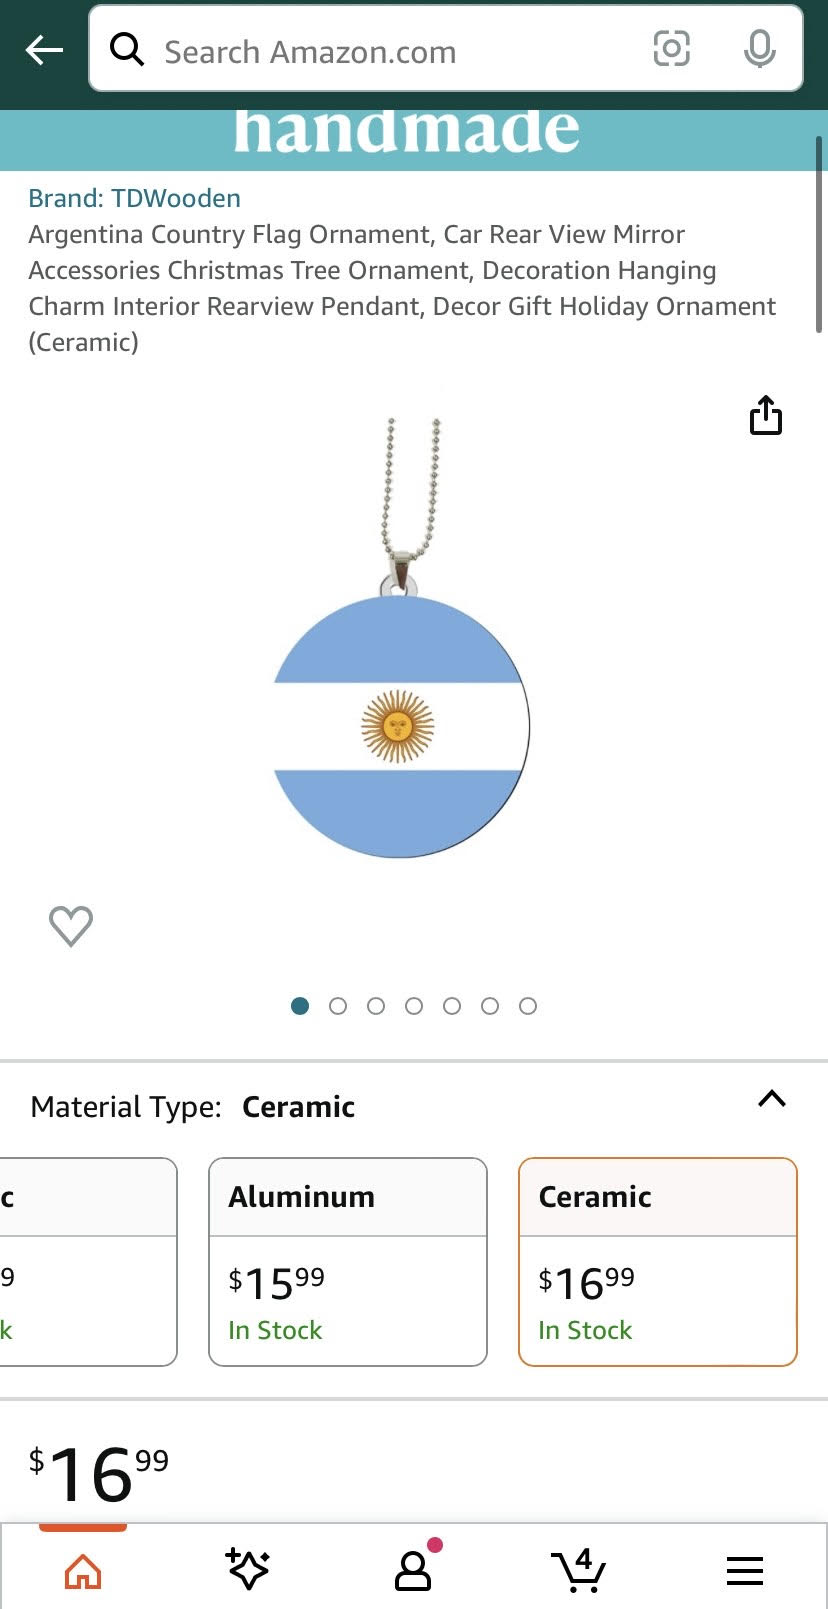 Search Amazon.com
handmade
Brand: TDWooden
Argentina Country Flag Ornament, Car Rear View Mirror
Accessories Christmas Tree Ornament, Decoration Hanging
Charm Interior Rearview Pendant, Decor Gift Holiday Ornament
(Ceramic)
Material Type: Ceramic
c
9
k
Aluminum
$15.99
In Stock
Ceramic
$16.99
In Stock
$16.99
4